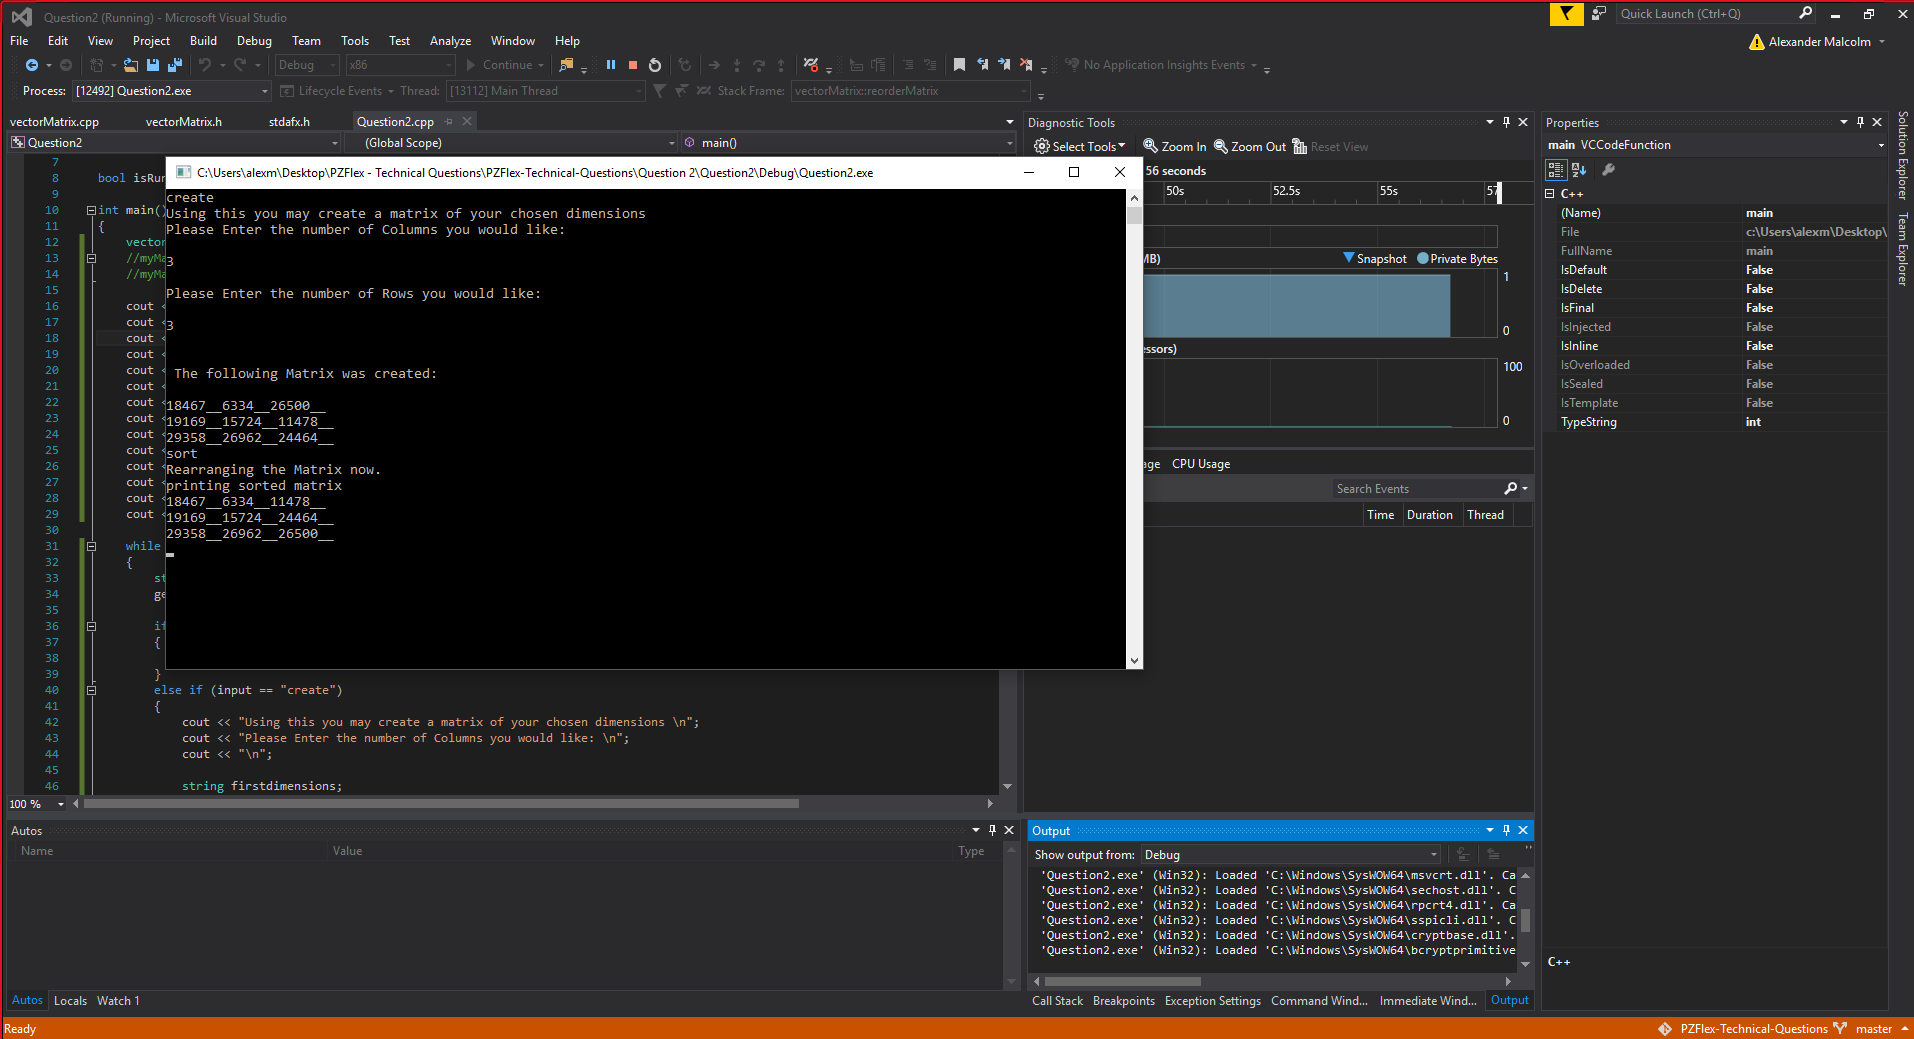 Question2 (Running) - Microsoft Visual Studio
Quick Launch (Ctrl+Q)
File Edit View Project Build Debug Team Tools Test Analyze Window Help
Alexander Malcolm
Debug x86 Continue No Application Insights Events
Process: [12492] Question2.exe Lifecycle Events Thread: [13112] Main Thread Stack Frame: vectorMatrix::reorderMatrix
vectorMatrix.cpp vectorMatrix.h stdafx.h Question2.cpp
Question2 (Global Scope) main()
7
8 bool isRun
9
10 int main()
11 {
12 vector
13 //myMa
14 //myMa
15
16 cout <
17 cout <
18 cout <
19 cout <
20 cout <
21 cout <
22 cout <
23 cout <
24 cout <
25 cout <
26 cout <
27 cout <
28 cout <
29 cout <
30
31 while
32 {
33 st
34 ge
35
36 if
37 {
38
39 }
40 else if (input == "create")
41 {
42 cout << "Using this you may create a matrix of your chosen dimensions \n";
43 cout << "Please Enter the number of Columns you would like: \n";
44 cout << "\n";
45
46 string firstdimensions;
100 %
C:\Users\alexm\Desktop\PZFlex - Technical Questions\PZFlex-Technical-Questions\Question 2\Question2\Debug\Question2.exe
create
Using this you may create a matrix of your chosen dimensions
Please Enter the number of Columns you would like:
3
Please Enter the number of Rows you would like:
3
The following Matrix was created:
18467__6334__26500__
19169__15724__11478__
29358__26962__24464__
sort
Rearranging the Matrix now.
printing sorted matrix
18467__6334__11478__
19169__15724__24464__
29358__26962__26500__
Diagnostic Tools
Select Tools Zoom In Zoom Out Reset View
56 seconds
50s 52.5s 55s 57
MB) Snapshot Private Bytes
1
0
essors)
100
0
age CPU Usage
Search Events
Time Duration Thread
Properties
main VCCodeFunction
C++
(Name) main
File c:\Users\alexm\Desktop\
FullName main
IsDefault False
IsDelete False
IsFinal False
IsInjected False
IsInline False
IsOverloaded False
IsSealed False
IsTemplate False
TypeString int
C++
Solution Explorer
Team Explorer
Autos
Name Value Type
Autos Locals Watch 1
Output
Show output from: Debug
'Question2.exe' (Win32): Loaded 'C:\Windows\SysWOW64\msvcrt.dll'. Ca
'Question2.exe' (Win32): Loaded 'C:\Windows\SysWOW64\sechost.dll'. C
'Question2.exe' (Win32): Loaded 'C:\Windows\SysWOW64\rpcrt4.dll'. Ca
'Question2.exe' (Win32): Loaded 'C:\Windows\SysWOW64\sspicli.dll'. C
'Question2.exe' (Win32): Loaded 'C:\Windows\SysWOW64\cryptbase.dll'.
'Question2.exe' (Win32): Loaded 'C:\Windows\SysWOW64\bcryptprimitive
Call Stack Breakpoints Exception Settings Command Wind... Immediate Wind... Output
Ready
PZFlex-Technical-Questions master